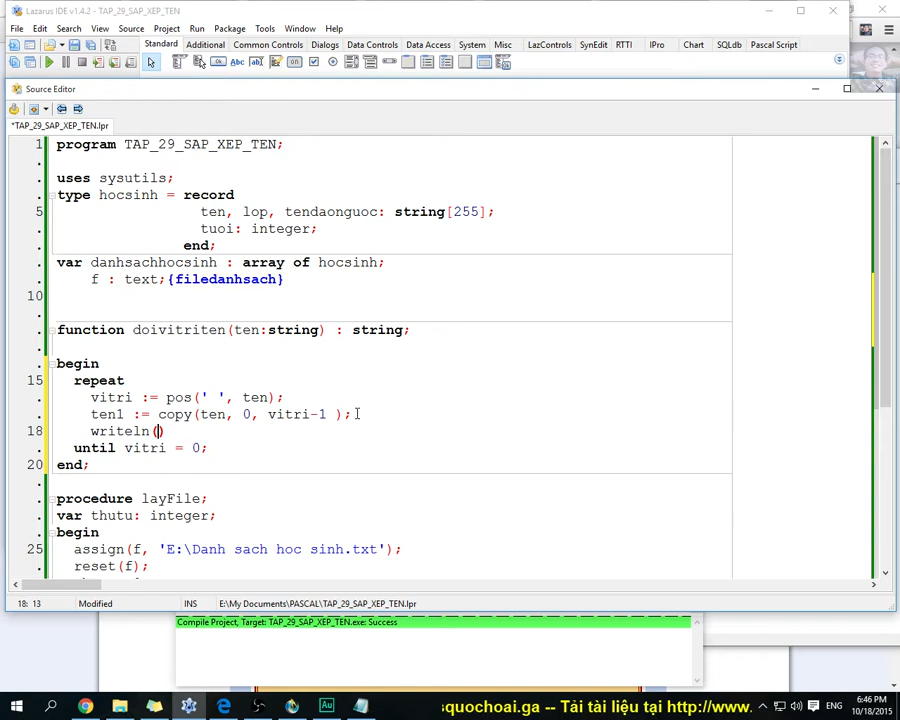 Lazarus IDE v1.4.2 - TAP_29_SAP_XEP_TEN
File Edit Search View Source Project Run Package Tools Window Help
Standard Additional Common Controls Dialogs Data Controls Data Access System Misc LazControls SynEdit RTTI IPro Chart SQLdb Pascal Script
Source Editor
*TAP_29_SAP_XEP_TEN.lpr
1 program TAP_29_SAP_XEP_TEN;
uses sysutils;
type hocsinh = record
5 ten, lop, tendaonguoc: string[255];
tuoi: integer;
end;
var danhsachhocsinh : array of hocsinh;
f : text;{filedanhsach}
10
function doivitriten(ten:string) : string;
begin
15 repeat
vitri := pos(' ', ten);
ten1 := copy(ten, 0, vitri-1 );
18 writeln()
until vitri = 0;
20 end;
procedure layFile;
var thutu: integer;
begin
25 assign(f, 'E:\Danh sach hoc sinh.txt');
reset(f);
18: 13 Modified INS E:\My Documents\PASCAL\TAP_29_SAP_XEP_TEN.lpr
Compile Project, Target: TAP_29_SAP_XEP_TEN.exe: Success
squochoai.ga -- Tải tài liệu tại http://www.
ENG 6:46 PM
10/18/2015